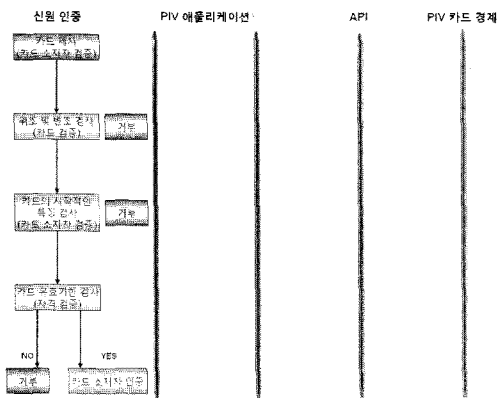 신원 인증
PIV 애플리케이션
API
PIV 카드 경계
카드 제시
(카드 소지자 검증)
위조 및 변조 검사
(카드 검증)
거부
카드의 시각적인
특징 검사
(카드 소지자 검증)
거부
카드 유효기간 검사
(자격 검증)
NO
YES
거부
카드 소지자 인증